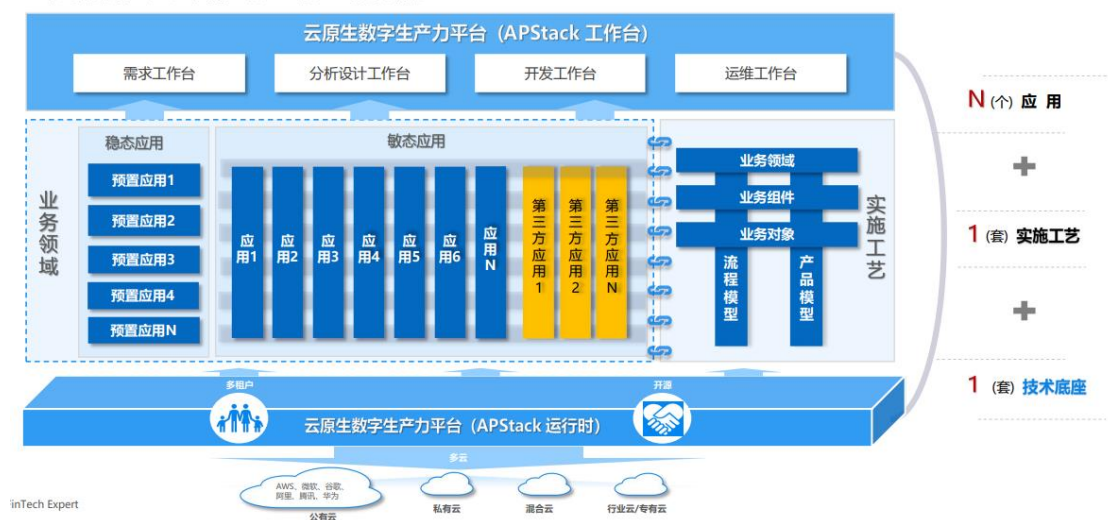 云原生数字生产力平台（APStack 工作台）
需求工作台
分析设计工作台
开发工作台
运维工作台
业务领域
稳态应用
预置应用1
预置应用2
预置应用3
预置应用4
预置应用N
敏态应用
应用1
应用2
应用3
应用4
应用5
应用6
应用N
第三方应用1
第三方应用2
第三方应用N
业务领域
业务组件
业务对象
流程模型
产品模型
实施工艺
N (个) 应 用
1 (套) 实施工艺
1 (套) 技术底座
多租户
开源
云原生数字生产力平台（APStack 运行时）
多云
AWS、微软、谷歌、
阿里、腾讯、华为
公有云
私有云
混合云
行业云/专有云
inTech Expert